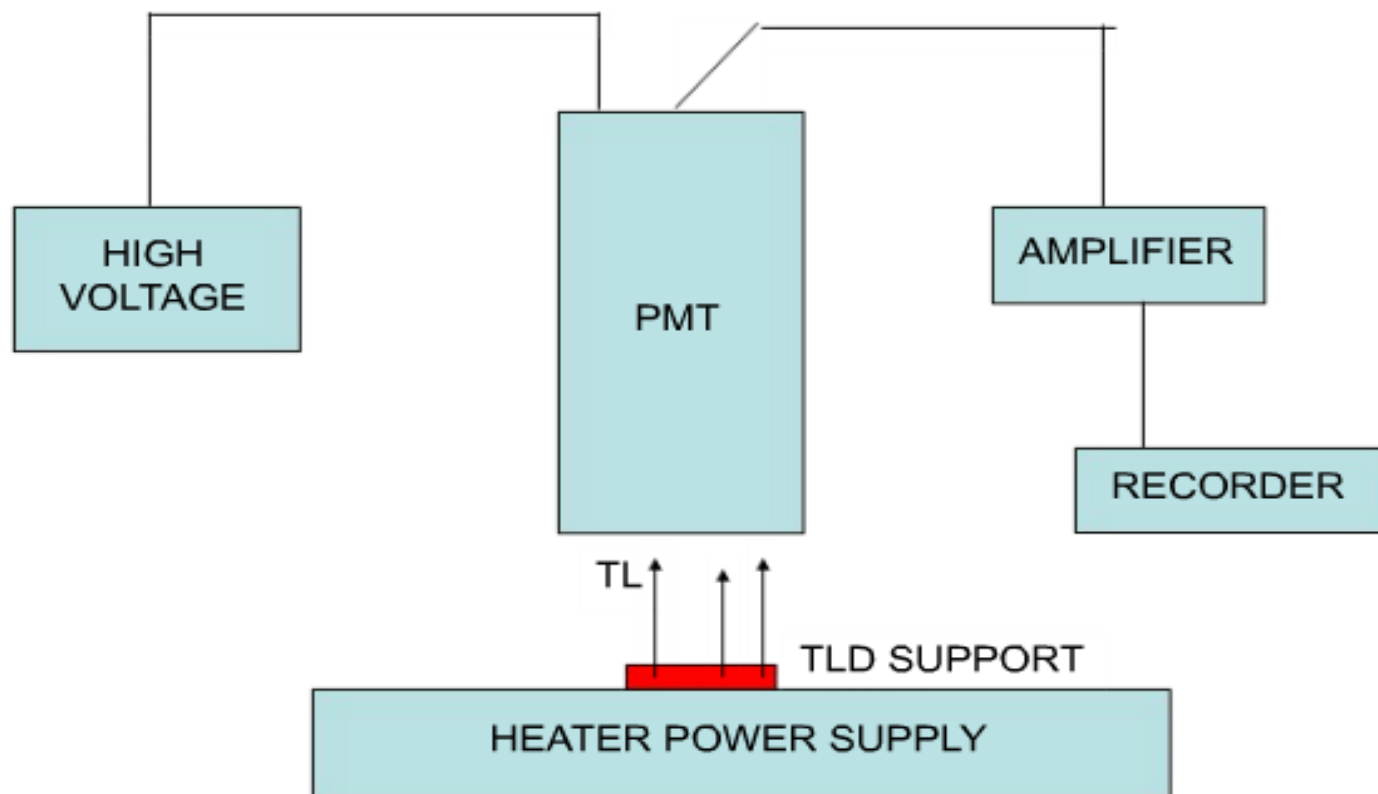 HIGH
VOLTAGE
PMT
AMPLIFIER
RECORDER
TL
TLD SUPPORT
HEATER POWER SUPPLY